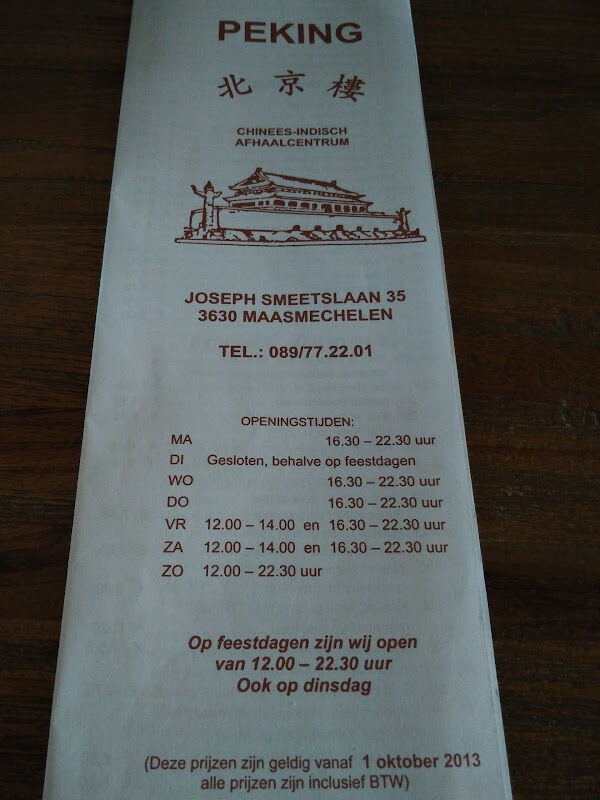 PEKING
北京樓
CHINEES-INDISCH
AFHAALCENTRUM
JOSEPH SMEETSLAAN 35
3630 MAASMECHELEN
TEL.: 089/77.22.01
OPENINGSTIJDEN:
MA 16.30 – 22.30 uur
DI Gesloten, behalve op feestdagen
WO 16.30 – 22.30 uur
DO 16.30 – 22.30 uur
VR 12.00 – 14.00 en 16.30 – 22.30 uur
ZA 12.00 – 14.00 en 16.30 – 22.30 uur
ZO 12.00 – 22.30 uur
Op feestdagen zijn wij open
van 12.00 – 22.30 uur
Ook op dinsdag
(Deze prijzen zijn geldig vanaf 1 oktober 2013
alle prijzen zijn inclusief BTW)